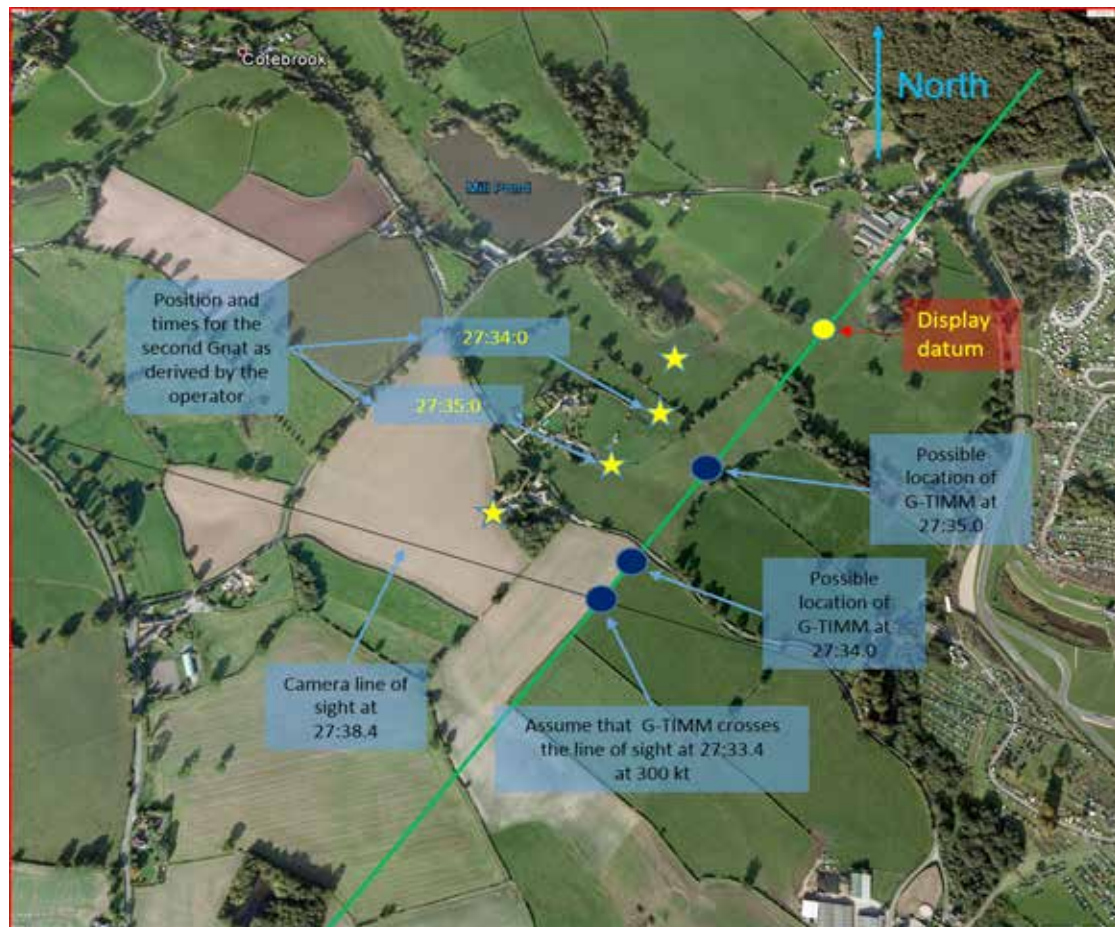 Cotebrook
North
Mill Pond
Position and
times for the
second Gnat as
derived by the
operator
27:34:0
27:35:0
Display
datum
Possible
location of
G-TIMM at
27:35.0
Possible
location of
G-TIMM at
27:34.0
Camera line of
sight at
27:38.4
Assume that G-TIMM crosses
the line of sight at 27:33.4
at 300 kt